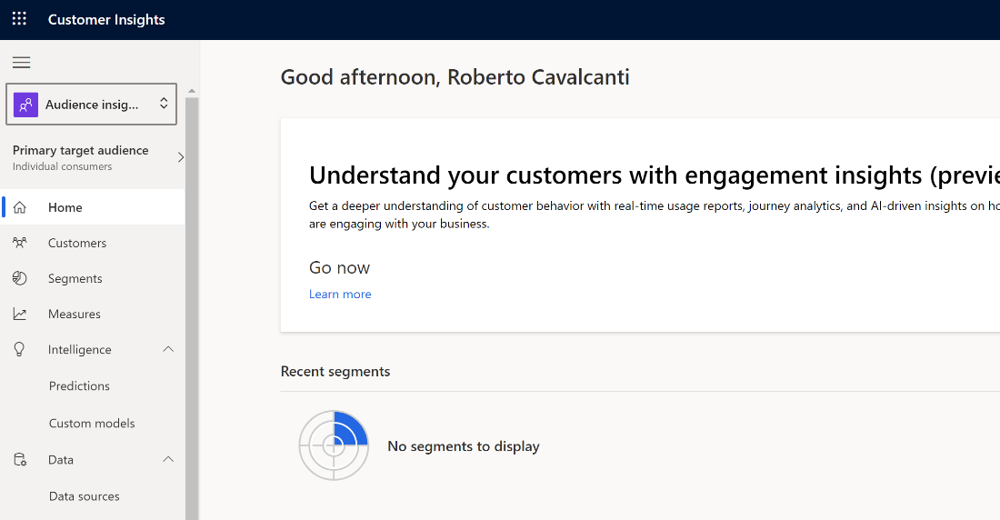 Customer Insights
Audience insig...
Primary target audience
Individual consumers
Home
Customers
Segments
Measures
Intelligence
Predictions
Custom models
Data
Data sources
Good afternoon, Roberto Cavalcanti
Understand your customers with engagement insights (previe
Get a deeper understanding of customer behavior with real-time usage reports, journey analytics, and AI-driven insights on ho
are engaging with your business.
Go now
Learn more
Recent segments
No segments to display